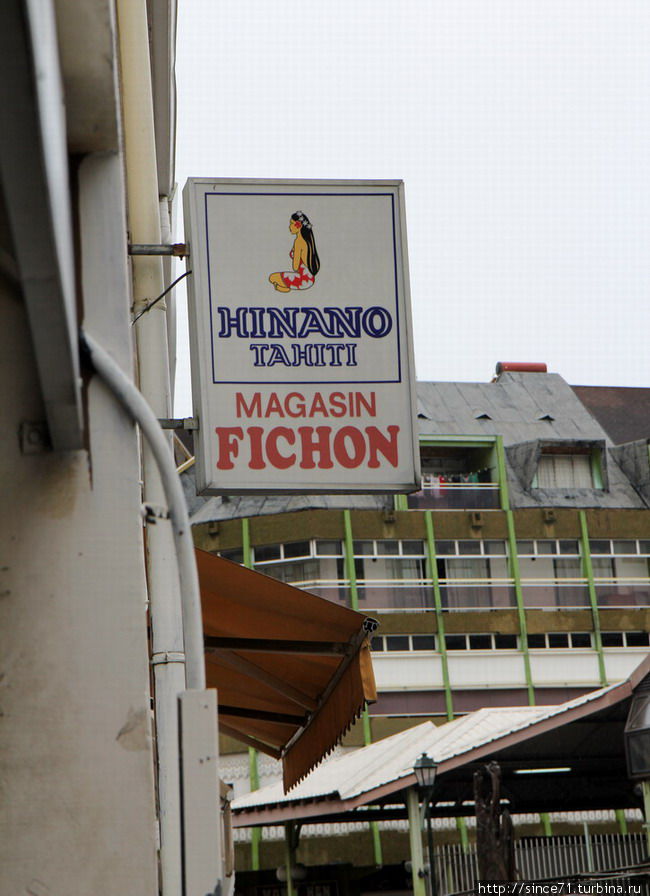 HINANO
TAHITI
MAGASIN
FICHON
http://since71.turbina.ru